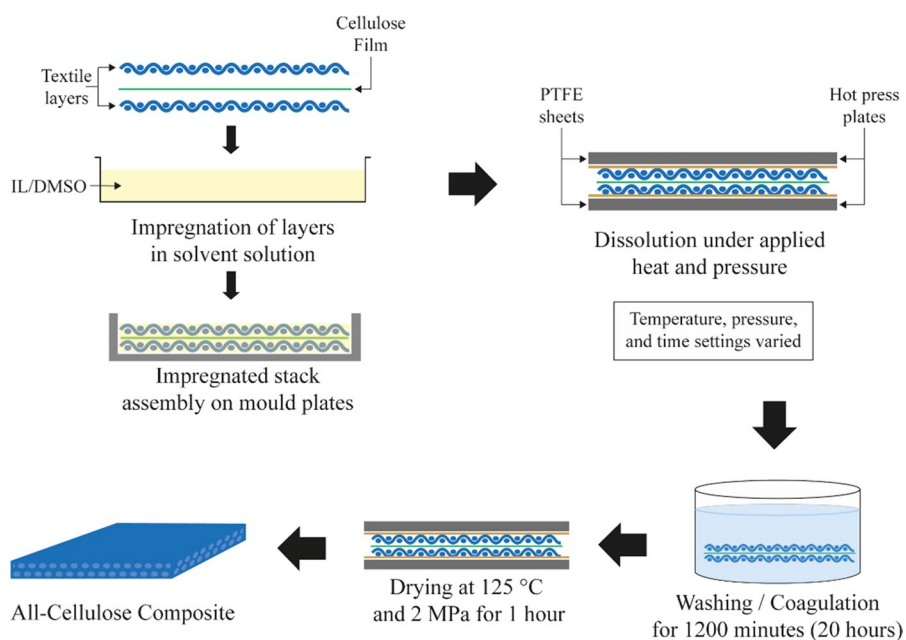 Cellulose
Film
Textile
layers
IL/DMSO
Impregnation of layers
in solvent solution
Impregnated stack
assembly on mould plates
PTFE
sheets
Hot press
plates
Dissolution under applied
heat and pressure
Temperature, pressure,
and time settings varied
Washing / Coagulation
for 1200 minutes (20 hours)
Drying at 125 °C
and 2 MPa for 1 hour
All-Cellulose Composite